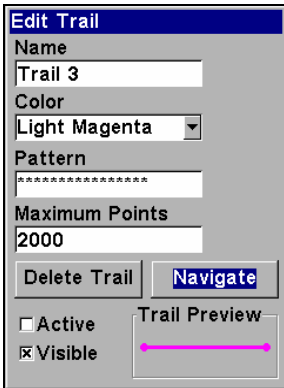 Edit Trail
Name
Trail 3
Color
Light Magenta
Pattern
***************
Maximum Points
2000
Delete Trail Navigate
Active
Visible
Trail Preview